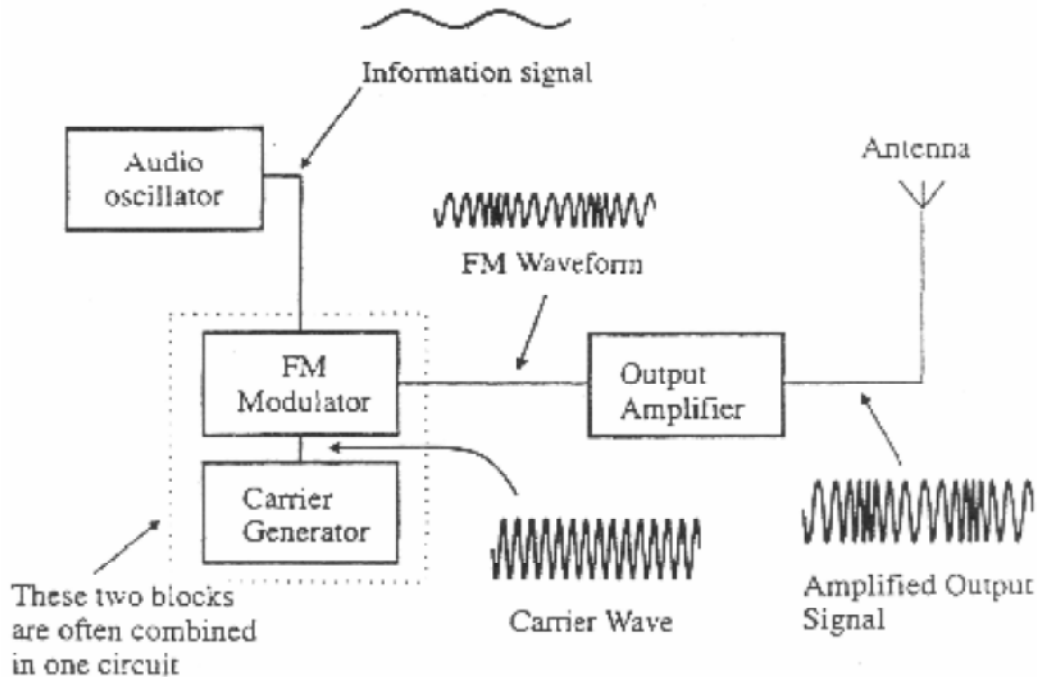 Information signal
Audio
oscillator
Antenna
FM Waveform
FM
Modulator
Output
Amplifier
Carrier
Generator
These two blocks
are often combined
in one circuit
Carrier Wave
Amplified Output
Signal